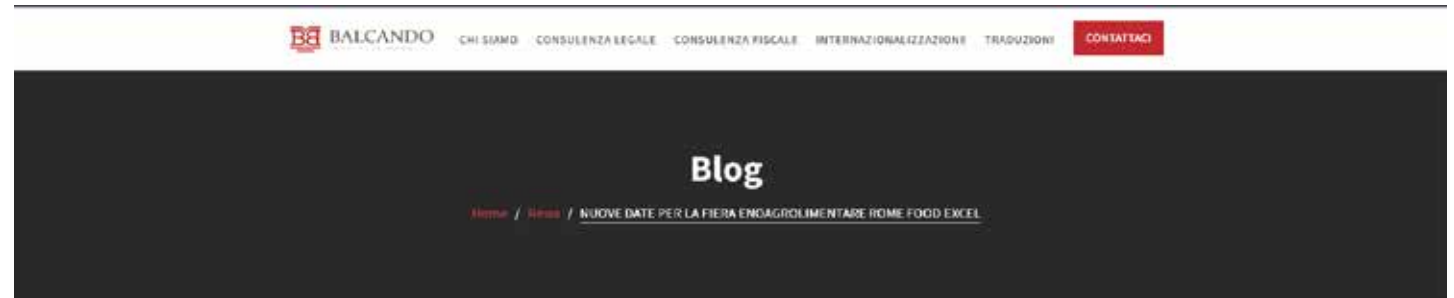 BALCANDO CHI SIAMO CONSULENZA LEGALE CONSULENZA FISCALE INTERNAZIONALIZZAZIONE TRADUZIONI CONTATTACI
Blog
Home / News / NUOVE DATE PER LA FIERA ENOAGROLIMENTARE ROME FOOD EXCEL